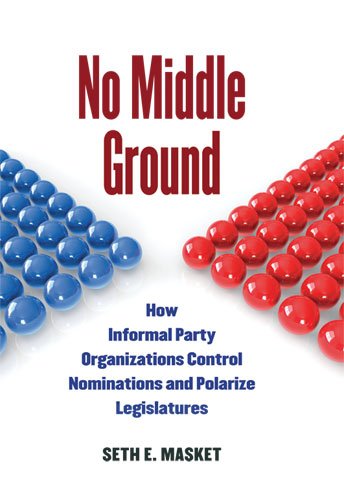 No Middle
Ground
How
Informal Party
Organizations Control
Nominations and Polarize
Legislatures
SETH E. MASKET